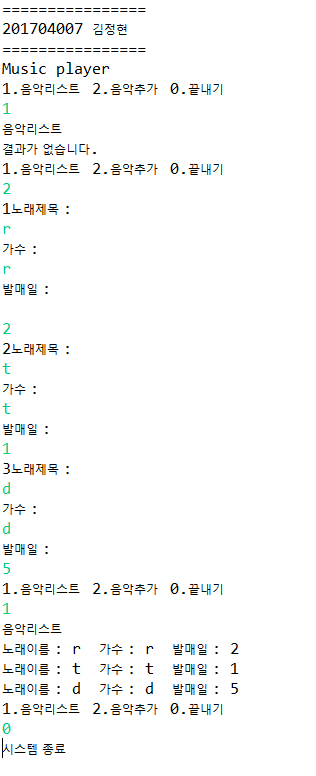 ================
201704007 김정현
================
Music player
1.음악리스트 2.음악추가 0.끝내기
1
음악리스트
결과가 없습니다.
1.음악리스트 2.음악추가 0.끝내기
2
1노래제목 :
r
가수 :
r
발매일 :
2
2노래제목 :
t
가수 :
t
발매일 :
1
3노래제목 :
d
가수 :
d
발매일 :
5
1.음악리스트 2.음악추가 0.끝내기
1
음악리스트
노래이름 : r 가수 : r 발매일 : 2
노래이름 : t 가수 : t 발매일 : 1
노래이름 : d 가수 : d 발매일 : 5
1.음악리스트 2.음악추가 0.끝내기
0
시스템 종료